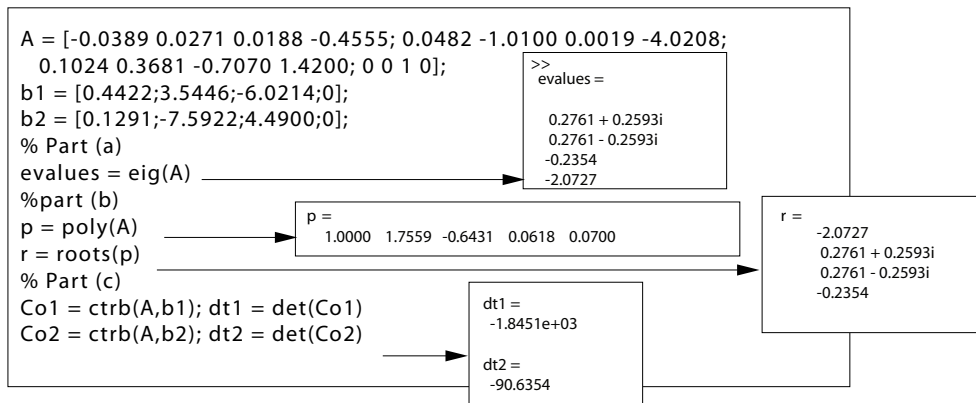 A = [-0.0389 0.0271 0.0188 -0.4555; 0.0482 -1.0100 0.0019 -4.0208;
0.1024 0.3681 -0.7070 1.4200; 0 0 1 0];
b1 = [0.4422;3.5446;-6.0214;0];
b2 = [0.1291;-7.5922;4.4900;0];
% Part (a)
evalues = eig(A)
%part (b)
p = poly(A)
r = roots(p)
% Part (c)
Co1 = ctrb(A,b1); dt1 = det(Co1)
Co2 = ctrb(A,b2); dt2 = det(Co2)
>>
evalues =
0.2761 + 0.2593i
0.2761 - 0.2593i
-0.2354
-2.0727
p =
1.0000 1.7559 -0.6431 0.0618 0.0700
r =
-2.0727
0.2761 + 0.2593i
0.2761 - 0.2593i
-0.2354
dt1 =
-1.8451e+03
dt2 =
-90.6354